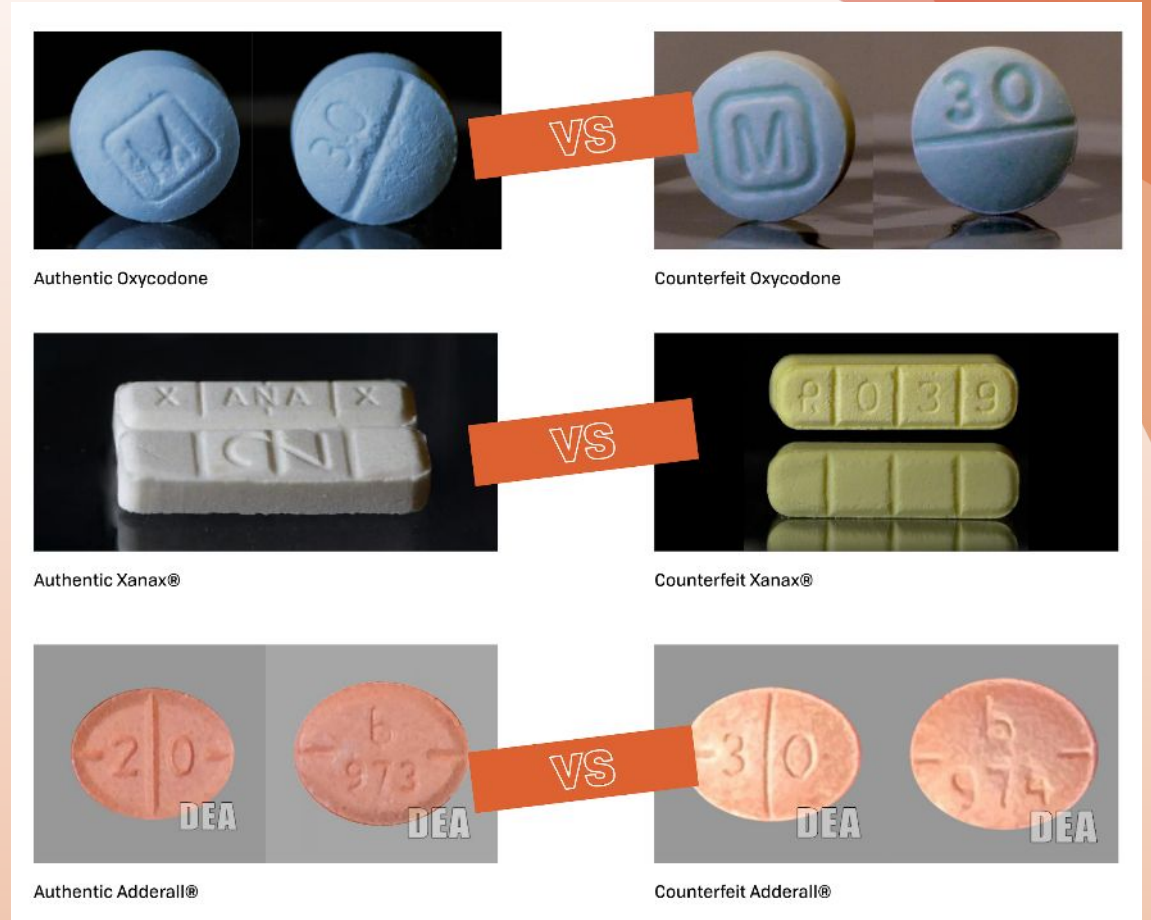 M
30
VS
M
30
Authentic Oxycodone
Counterfeit Oxycodone
X ANA X
VS
R 0 3 9
Authentic Xanax®
Counterfeit Xanax®
2 0
b
973
DEA
DEA
VS
3 0
b
974
DEA
DEA
Authentic Adderall®
Counterfeit Adderall®